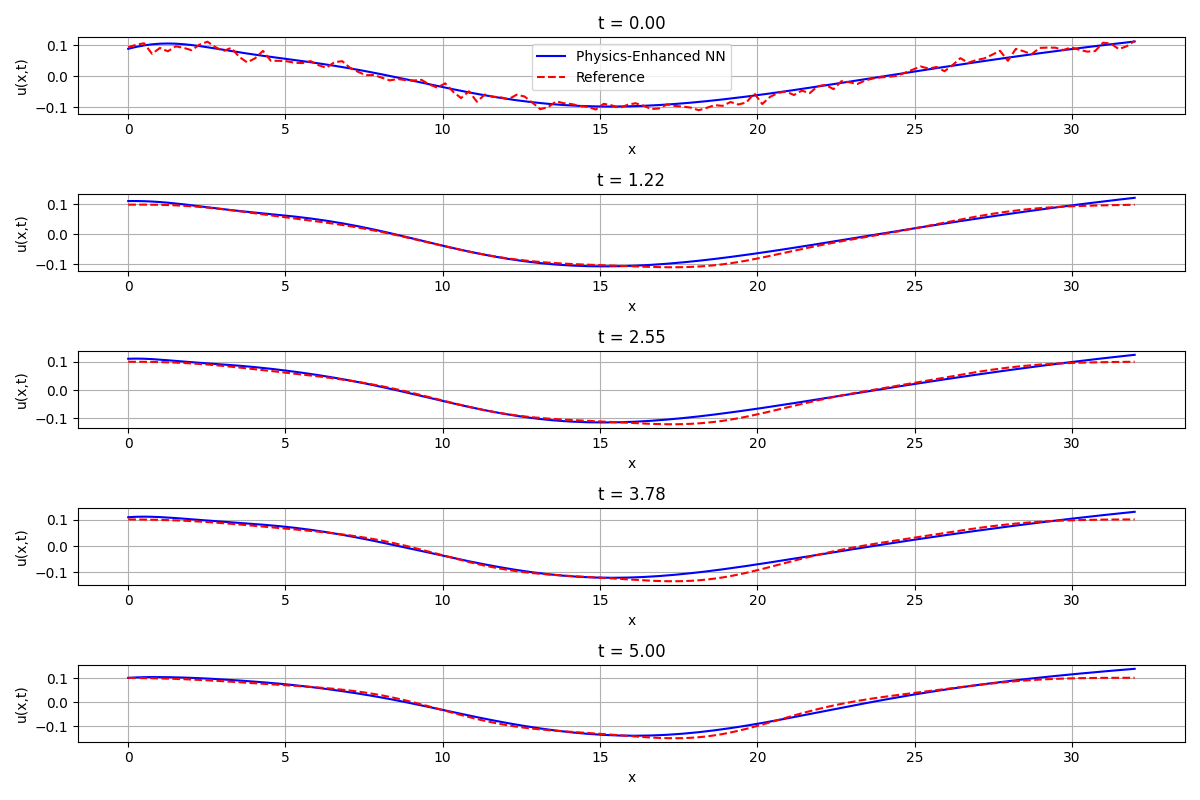 t = 0.00
u(x,t)
0.1
0.0
−0.1
Physics-Enhanced NN
Reference
0 5 10 15 20 25 30
x
t = 1.22
u(x,t)
0.1
0.0
−0.1
0 5 10 15 20 25 30
x
t = 2.55
u(x,t)
0.1
0.0
−0.1
0 5 10 15 20 25 30
x
t = 3.78
u(x,t)
0.1
0.0
−0.1
0 5 10 15 20 25 30
x
t = 5.00
u(x,t)
0.1
0.0
−0.1
0 5 10 15 20 25 30
x